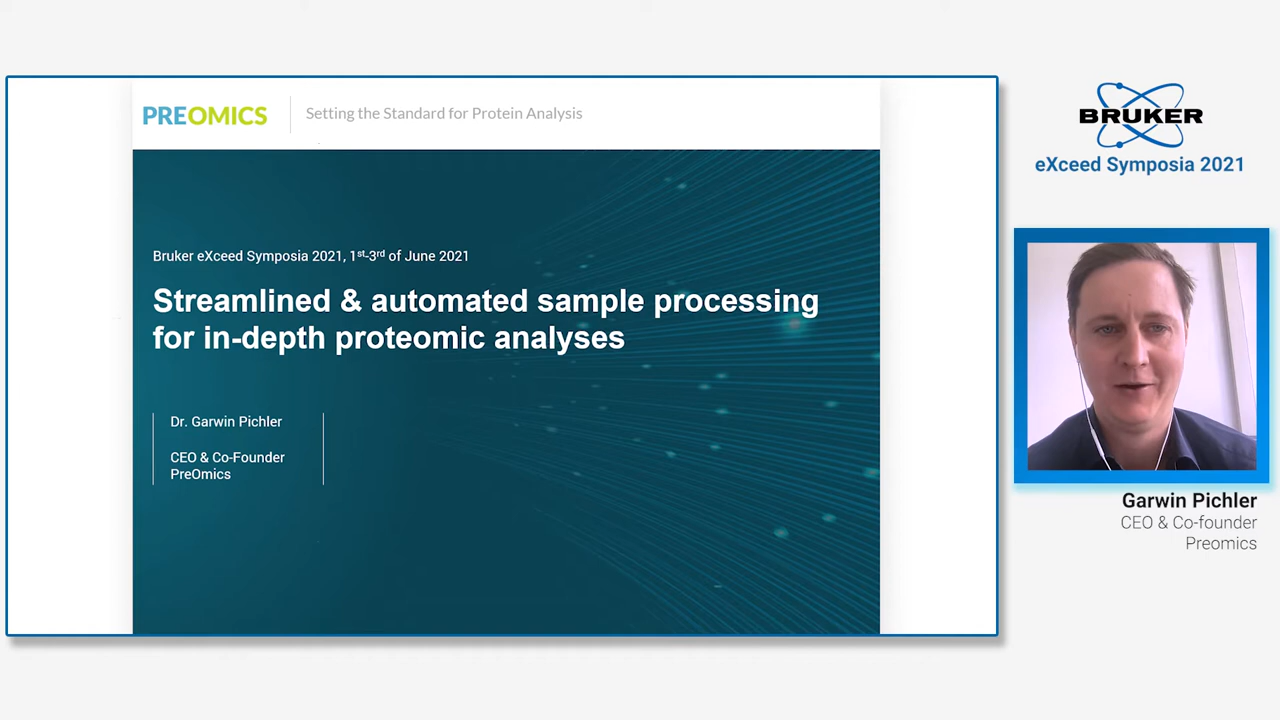 PREOMICS
Setting the Standard for Protein Analysis
Bruker eXceed Symposia 2021, 1st-3rd of June 2021
Streamlined & automated sample processing
for in-depth proteomic analyses
Dr. Garwin Pichler
CEO & Co-Founder
PreOmics
BRUKER
eXceed Symposia 2021
Garwin Pichler
CEO & Co-founder
Preomics